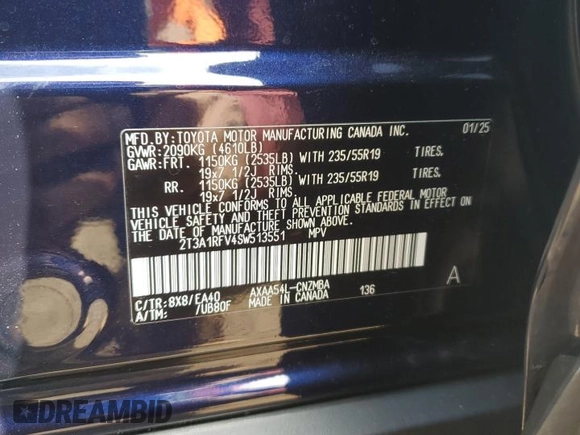 MFD. BY: TOYOTA MOTOR MANUFACTURING CANADA INC. 01/25
GVWR: 2090KG (4610LB)
GAWR: FRT. 1150KG (2535LB) WITH 235/55R19 TIRES,
19x7 1/2J RIMS.
RR. 1150KG (2535LB) WITH 235/55R19 TIRES,
19x7 1/2J RIMS.
THIS VEHICLE CONFORMS TO ALL APPLICABLE FEDERAL MOTOR
VEHICLE SAFETY AND THEFT PREVENTION STANDARDS IN EFFECT ON
THE DATE OF MANUFACTURE SHOWN ABOVE.
2T3A1RFV4SW513551 MPV
C/TR: 8X8/EA40 AXAA54L-CNZMBA 136 A
A/TM: /UB80F MADE IN CANADA
DREAMBID